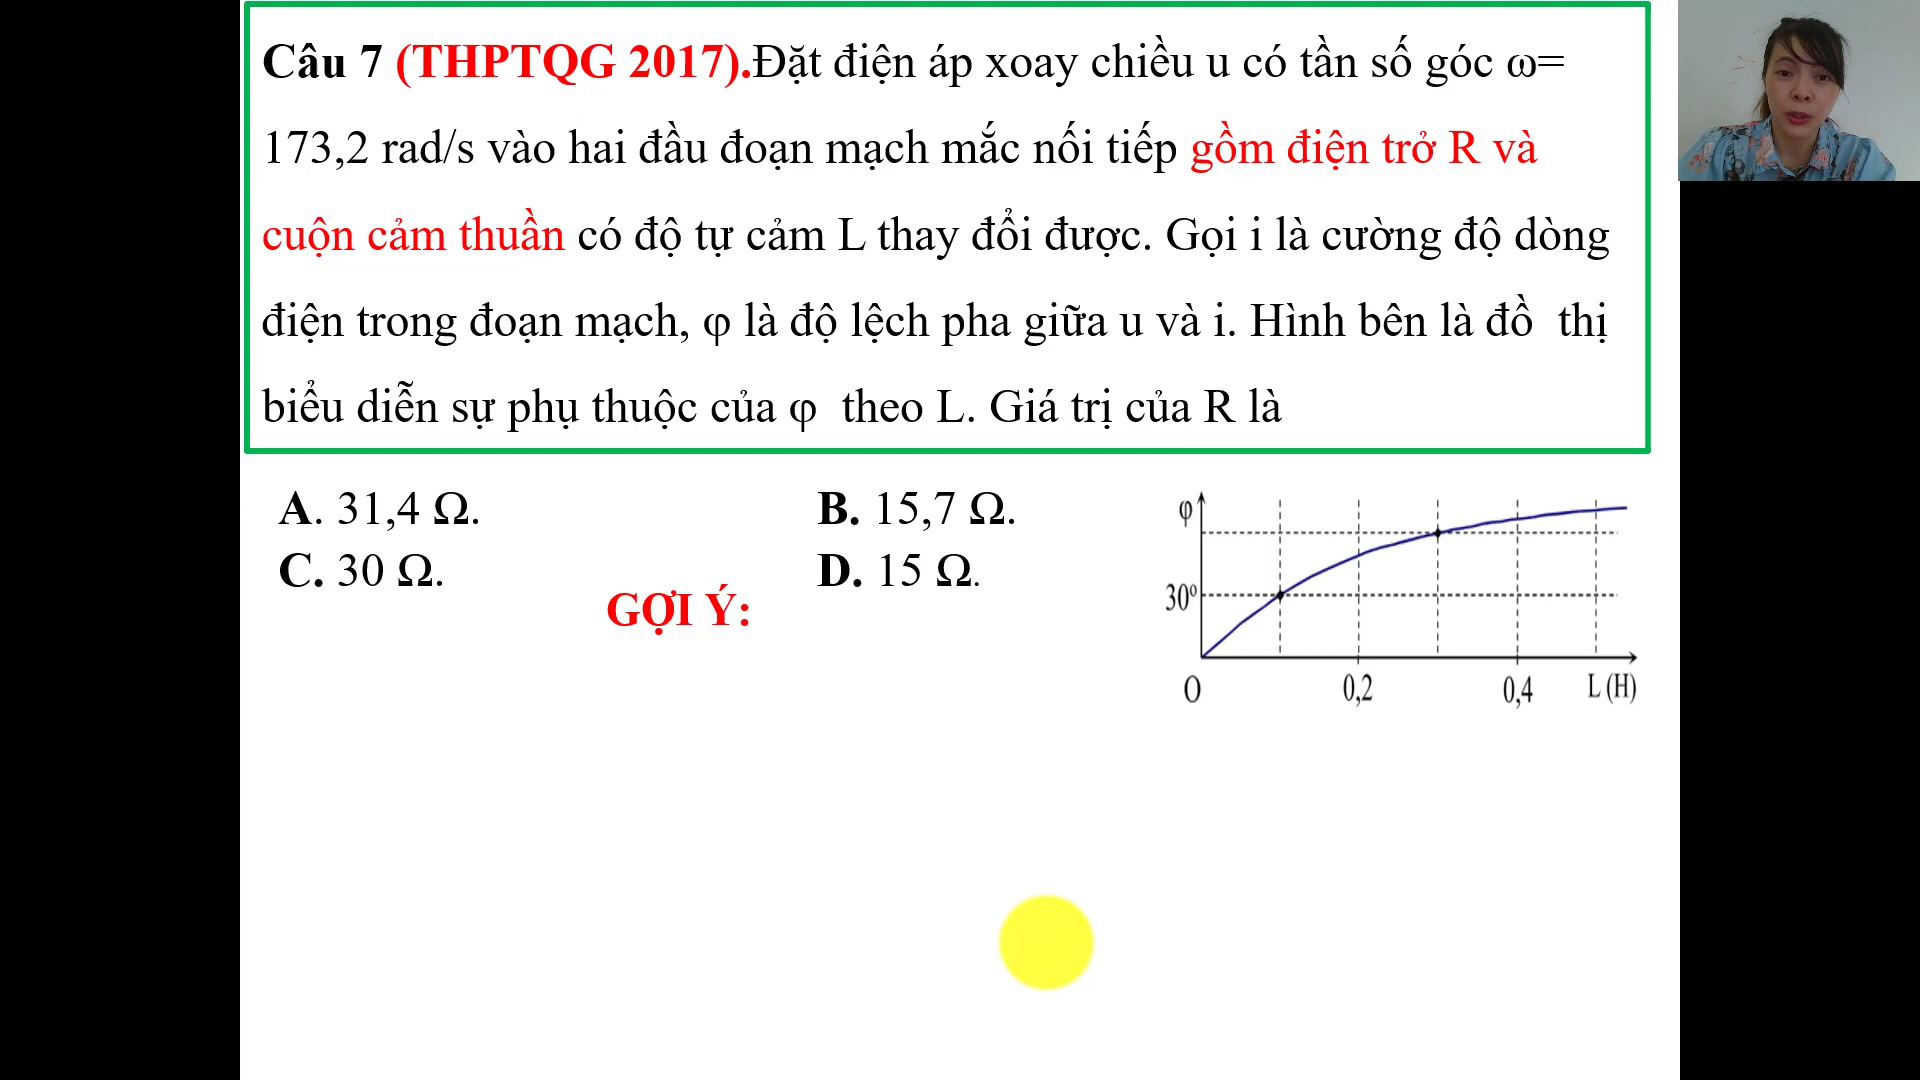 Câu 7 (THPTQG 2017).Đặt điện áp xoay chiều u có tần số góc ω=
173,2 rad/s vào hai đầu đoạn mạch mắc nối tiếp gồm điện trở R và
cuộn cảm thuần có độ tự cảm L thay đổi được. Gọi i là cường độ dòng
điện trong đoạn mạch, φ là độ lệch pha giữa u và i. Hình bên là đồ thị
biểu diễn sự phụ thuộc của φ theo L. Giá trị của R là
A. 31,4 Ω. B. 15,7 Ω.
C. 30 Ω. D. 15 Ω.
GỢI Ý:
φ
30⁰
O 0,2 0,4 L (H)